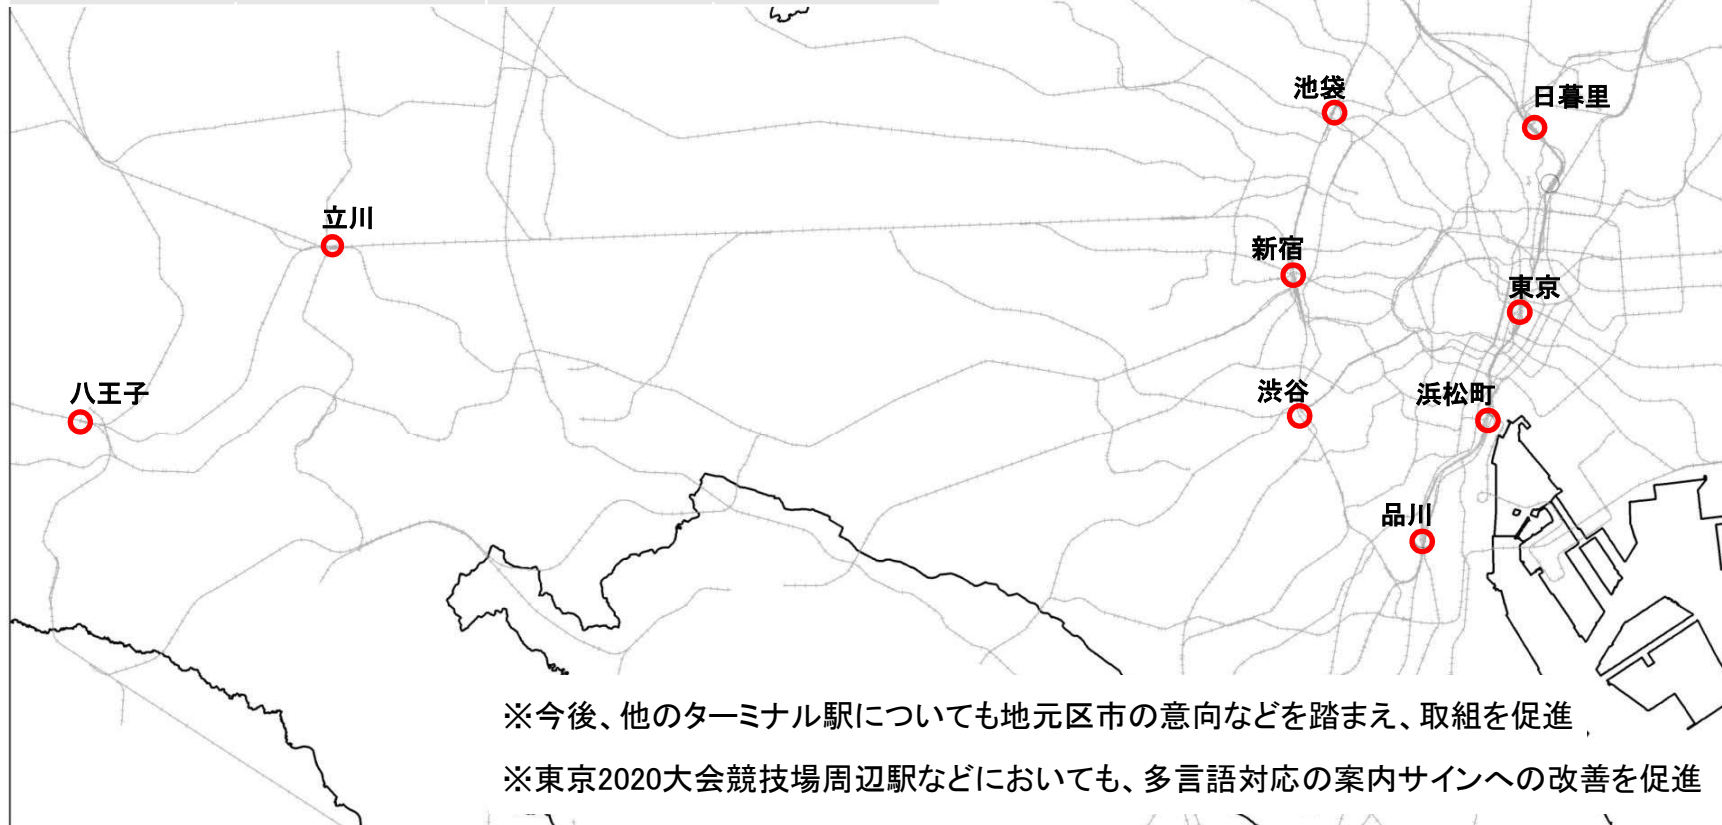 池袋
日暮里
立川
新宿
東京
八王子
渋谷
浜松町
品川
※今後、他のターミナル駅についても地元区市の意向などを踏まえ、取組を促進
※東京2020大会競技場周辺駅などにおいても、多言語対応の案内サインへの改善を促進